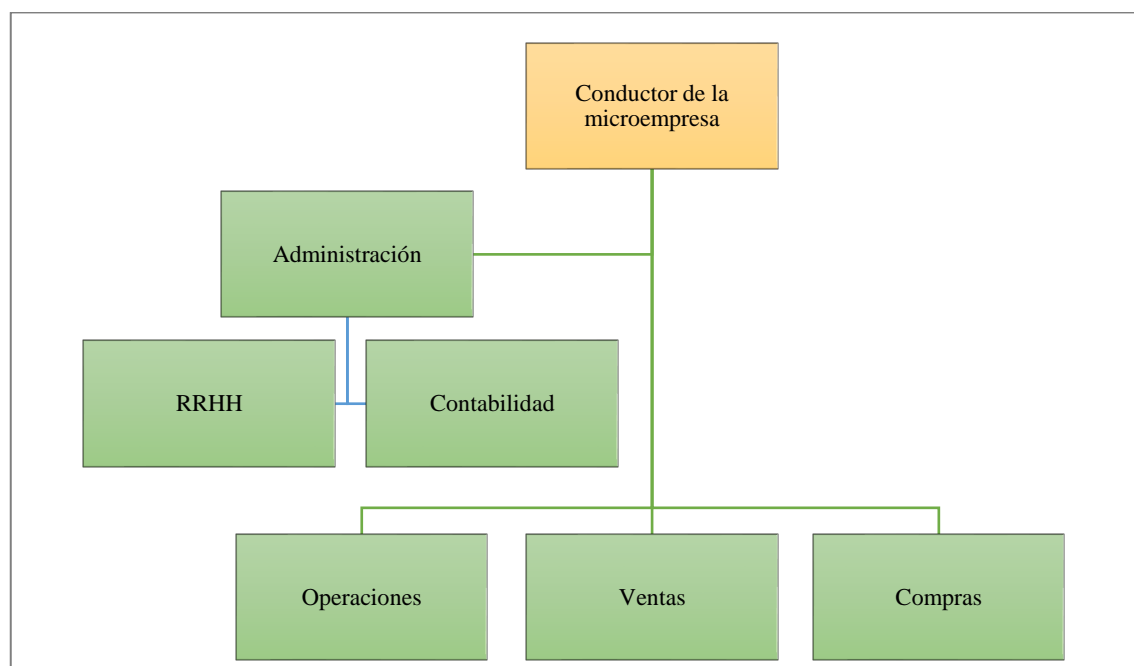 Conductor de la
microempresa
Administración
RRHH
Contabilidad
Operaciones
Ventas
Compras